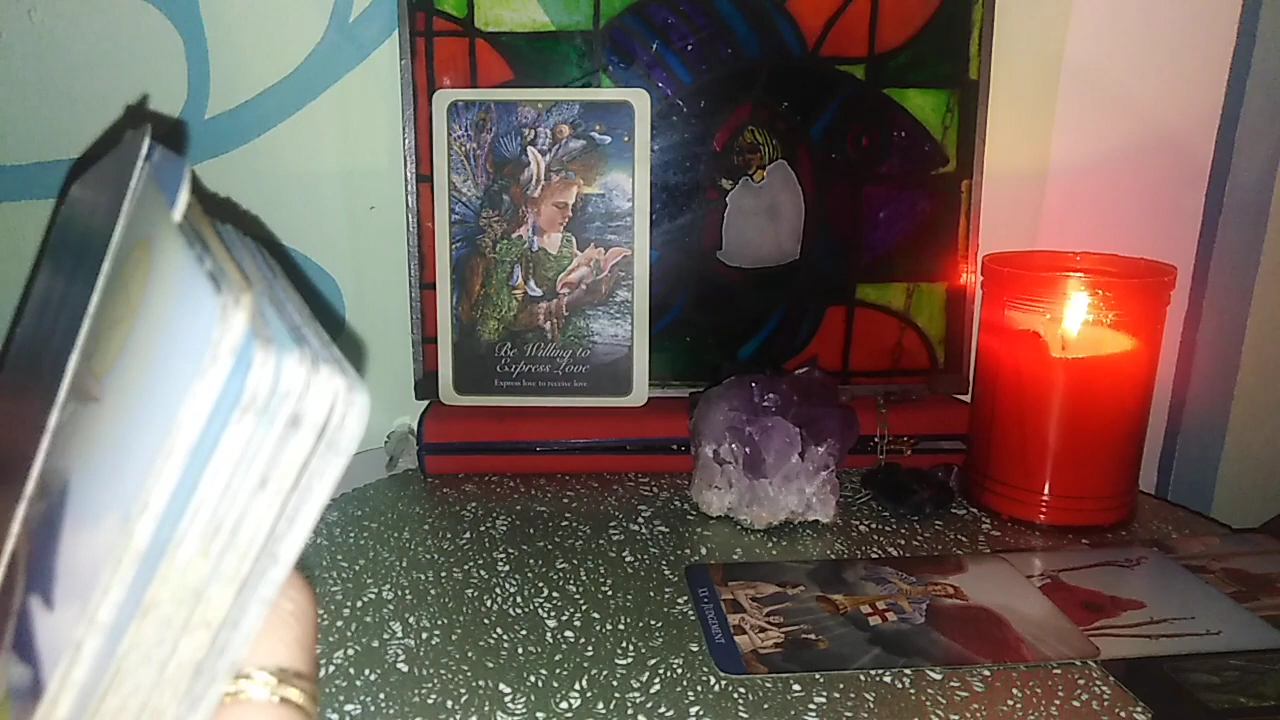 Be Willing to
Express Love
Express love to receive love.
XX • JUDGEMENT